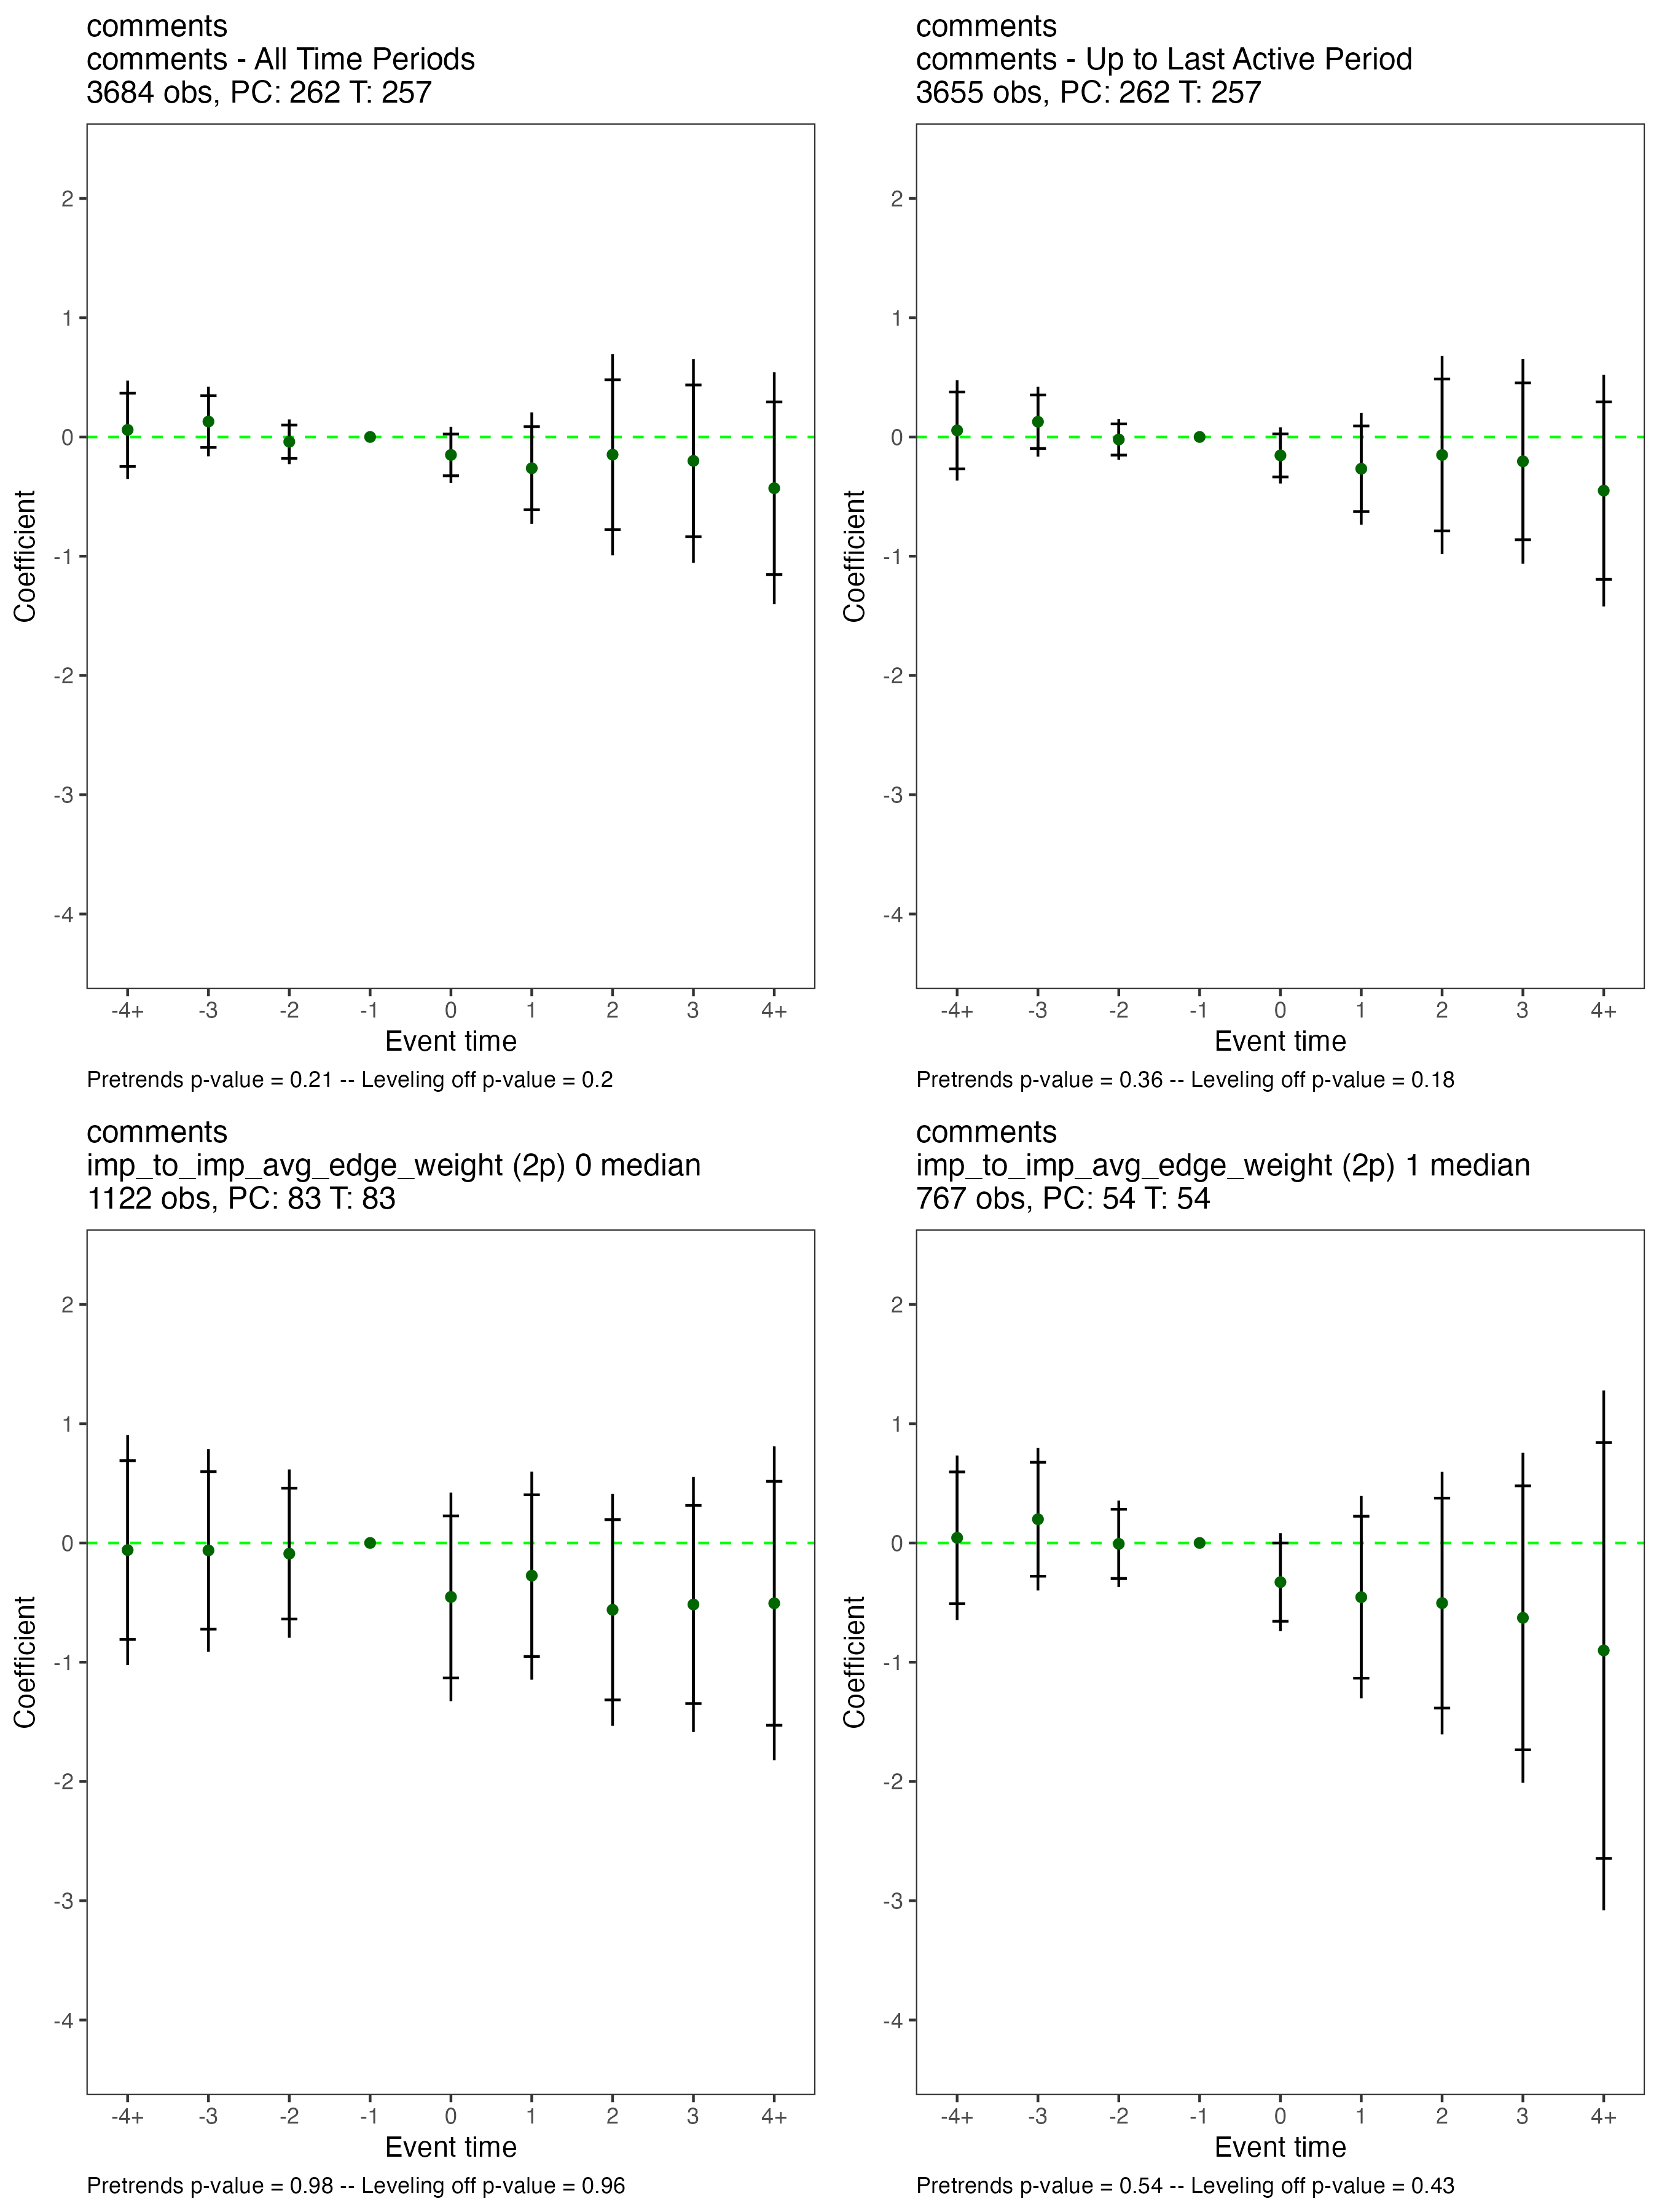 comments
comments - All Time Periods
3684 obs, PC: 262 T: 257
2
1
0
-1
-2
-3
-4
Coefficient
-4+ -3 -2 -1 0 1 2 3 4+
Event time
Pretrends p-value = 0.21 -- Leveling off p-value = 0.2
comments
comments - Up to Last Active Period
3655 obs, PC: 262 T: 257
2
1
0
-1
-2
-3
-4
Coefficient
-4+ -3 -2 -1 0 1 2 3 4+
Event time
Pretrends p-value = 0.36 -- Leveling off p-value = 0.18
comments
imp_to_imp_avg_edge_weight (2p) 0 median
1122 obs, PC: 83 T: 83
2
1
0
-1
-2
-3
-4
Coefficient
-4+ -3 -2 -1 0 1 2 3 4+
Event time
Pretrends p-value = 0.98 -- Leveling off p-value = 0.96
comments
imp_to_imp_avg_edge_weight (2p) 1 median
767 obs, PC: 54 T: 54
2
1
0
-1
-2
-3
-4
Coefficient
-4+ -3 -2 -1 0 1 2 3 4+
Event time
Pretrends p-value = 0.54 -- Leveling off p-value = 0.43